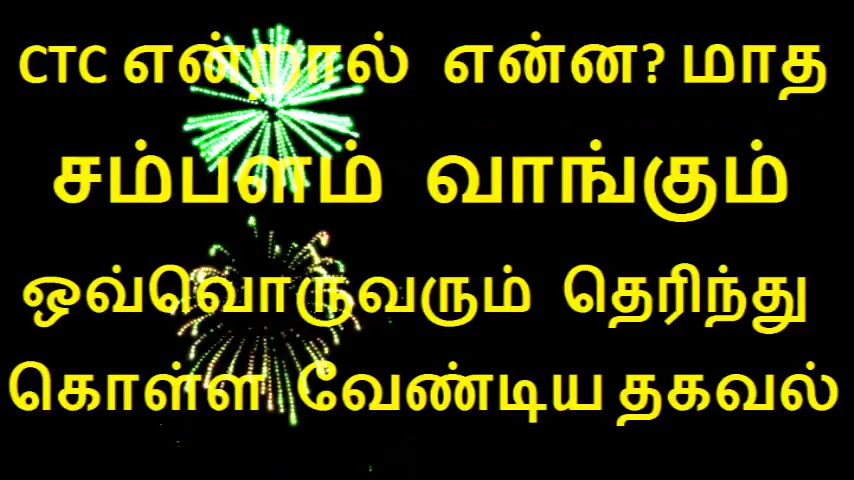 CTC என்றால் என்ன? மாத
சம்பளம் வாங்கும்
ஒவ்வொருவரும் தெரிந்து
கொள்ள வேண்டிய தகவல்